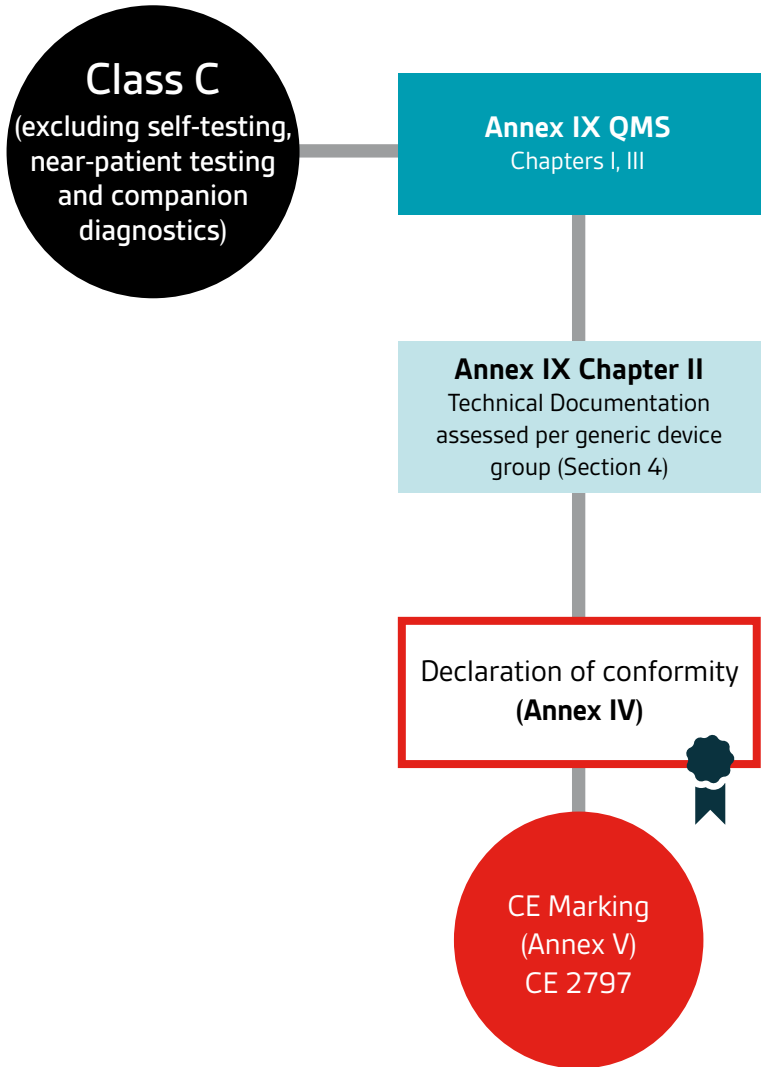 Class C
(excluding self-testing,
near-patient testing
and companion
diagnostics)
Annex IX QMS
Chapters I, III
Annex IX Chapter II
Technical Documentation
assessed per generic device
group (Section 4)
Declaration of conformity
(Annex IV)
CE Marking
(Annex V)
CE 2797